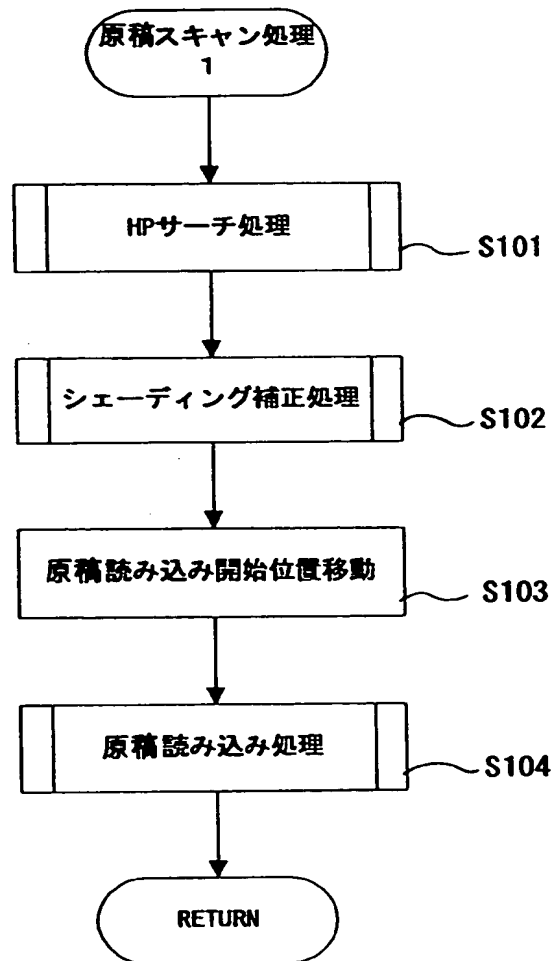 原稿スキャン処理
1
HPサーチ処理
S101
シェーディング補正処理
S102
原稿読み込み開始位置移動
S103
原稿読み込み処理
S104
RETURN